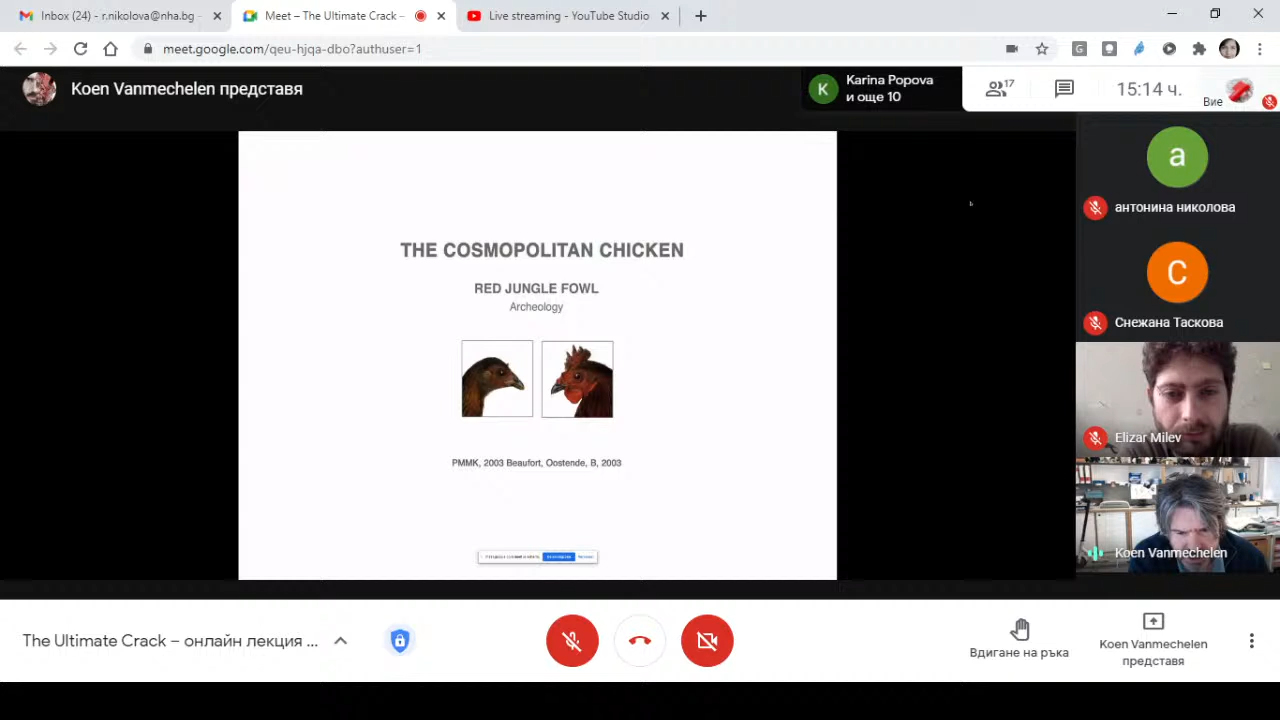 Inbox (24) - r.nikolova@nha.bg -
Meet – The Ultimate Crack –
Live streaming - YouTube Studio
meet.google.com/qeu-hjqa-dbo?authuser=1
Koen Vanmechelen представя
K
Karina Popova
и още 10
17
15:14 ч.
Вие
а
антонина николова
THE COSMOPOLITAN CHICKEN
RED JUNGLE FOWL
Archeology
С
Снежана Таскова
Elizar Milev
PMMK, 2003 Beaufort, Oostende, B, 2003
Koen Vanmechelen
The Ultimate Crack – онлайн лекция ...
Вдигане на ръка
Koen Vanmechelen
представя